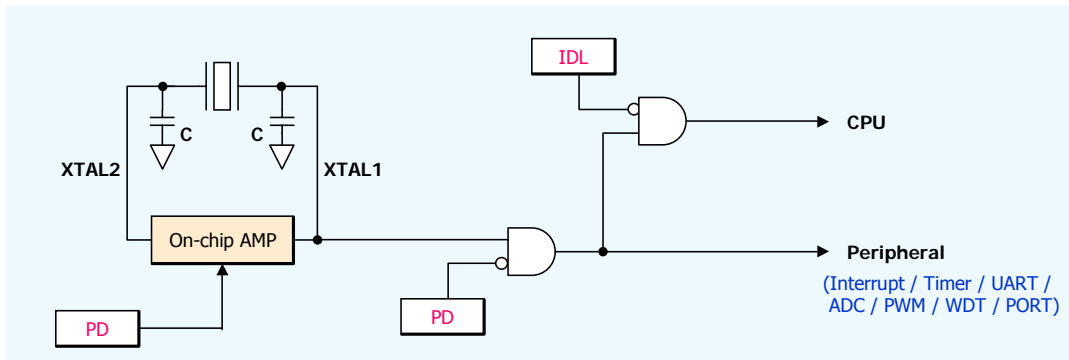 IDL
C
C
CPU
XTAL2
XTAL1
On-chip AMP
Peripheral
(Interrupt / Timer / UART /
ADC / PWM / WDT / PORT)
PD
PD